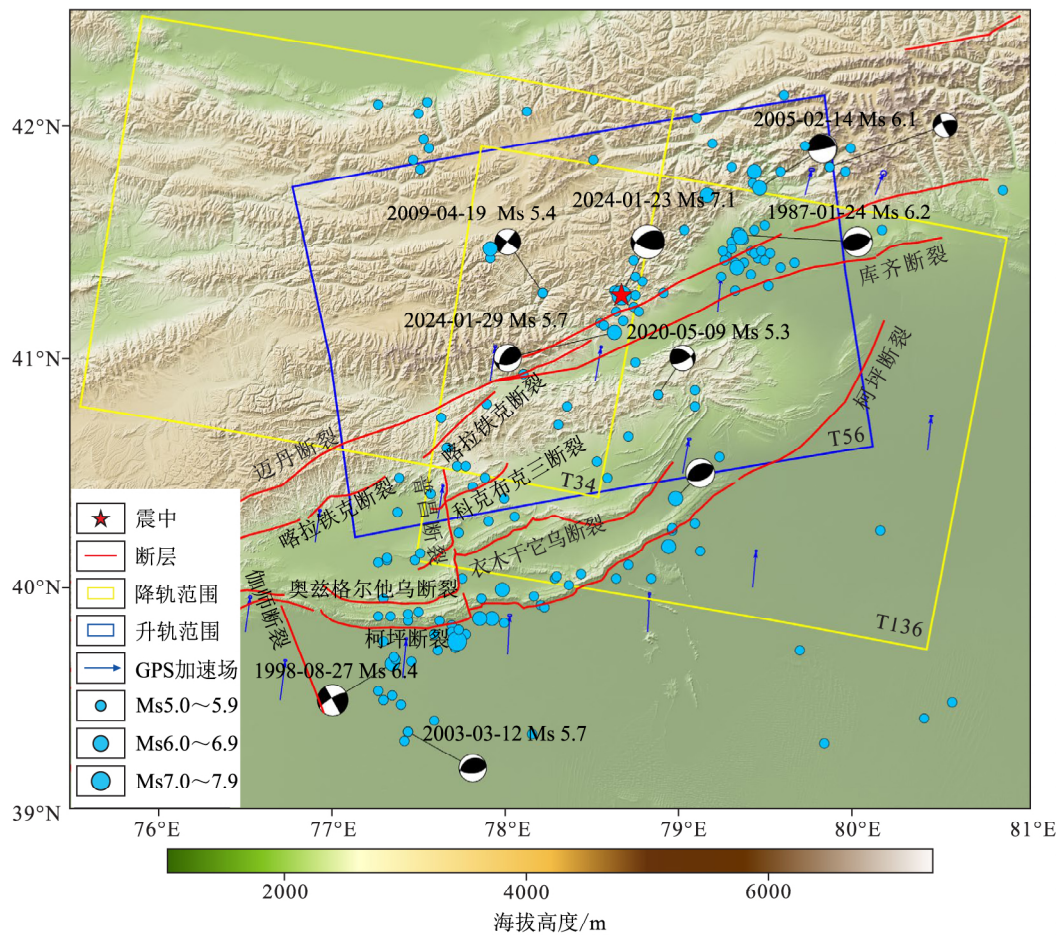 42°N
41°N
40°N
39°N
2005-02-14 Ms 6.1
2024-01-23 Ms 7.1
2009-04-19 Ms 5.4
1987-01-24 Ms 6.2
库齐断裂
2024-01-29 Ms 5.7
2020-05-09 Ms 5.3
柯坪断裂
喀拉铁克断裂
迈丹断裂
T56
科克布克三断裂
T34
普昌断裂
喀拉铁克断裂
衣木干它乌断裂
奥兹格尔他乌断裂
伽师断裂
T136
柯坪断裂
1998-08-27 Ms 6.4
2003-03-12 Ms 5.7
震中
断层
降轨范围
升轨范围
GPS加速场
Ms5.0～5.9
Ms6.0～6.9
Ms7.0～7.9
76°E
77°E
78°E
79°E
80°E
81°E
2000
4000
6000
海拔高度/m